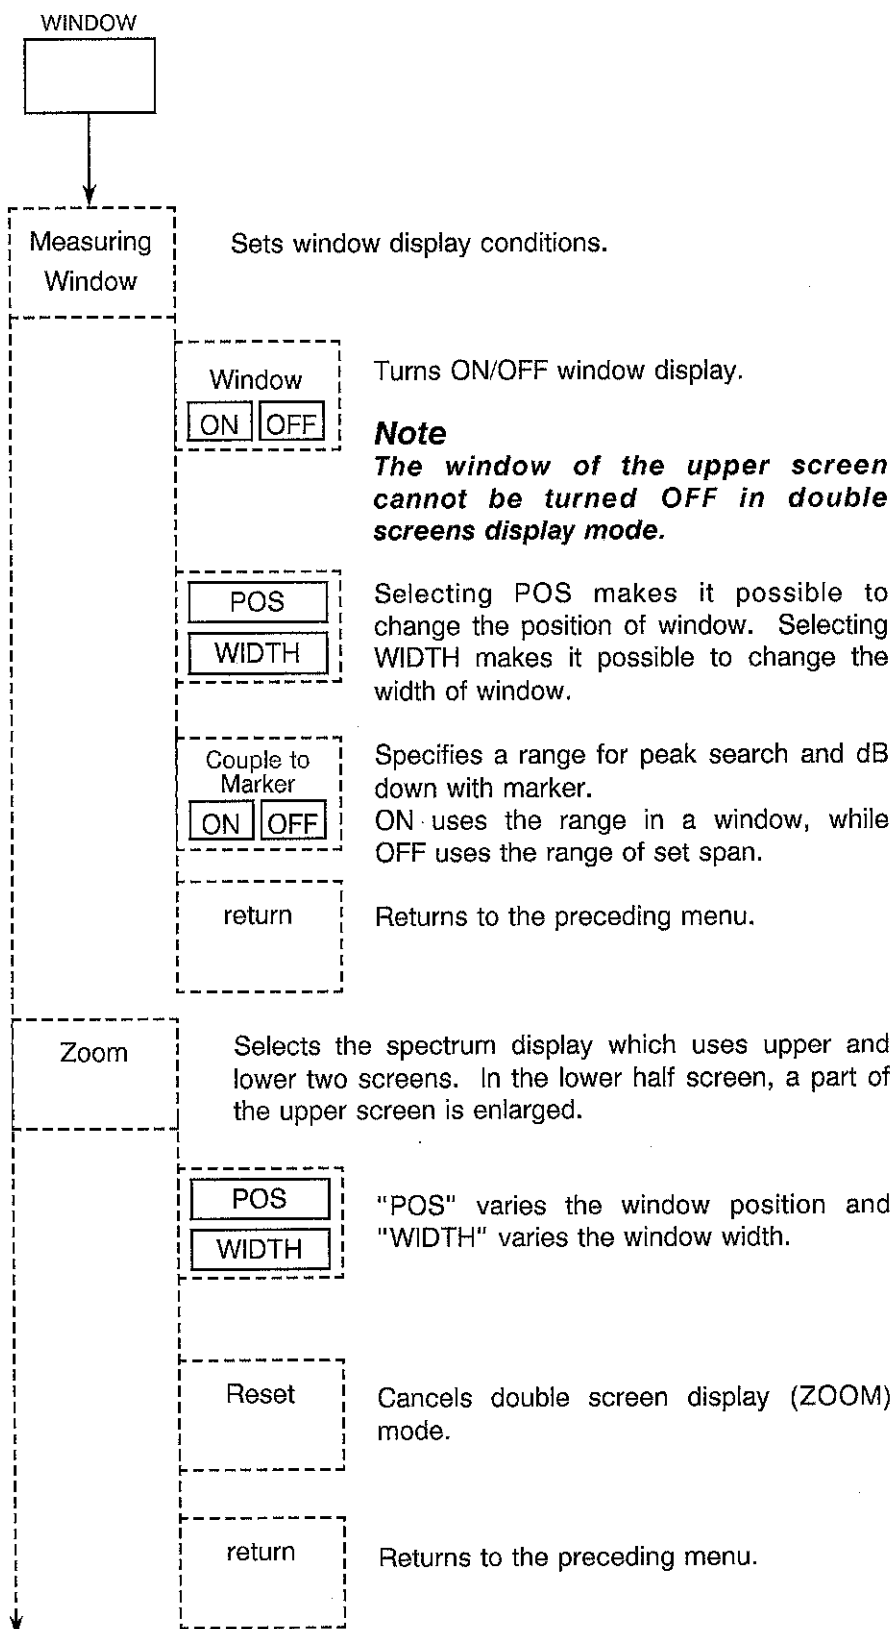 WINDOW
Measuring
Window
Sets window display conditions.
Window
ON OFF
Turns ON/OFF window display.
Note
The window of the upper screen
cannot be turned OFF in double
screens display mode.
POS
WIDTH
Selecting POS makes it possible to
change the position of window. Selecting
WIDTH makes it possible to change the
width of window.
Couple to
Marker
ON OFF
Specifies a range for peak search and dB
down with marker.
ON uses the range in a window, while
OFF uses the range of set span.
return
Returns to the preceding menu.
Zoom
Selects the spectrum display which uses upper and
lower two screens. In the lower half screen, a part of
the upper screen is enlarged.
POS
WIDTH
"POS" varies the window position and
"WIDTH" varies the window width.
Reset
Cancels double screen display (ZOOM)
mode.
return
Returns to the preceding menu.